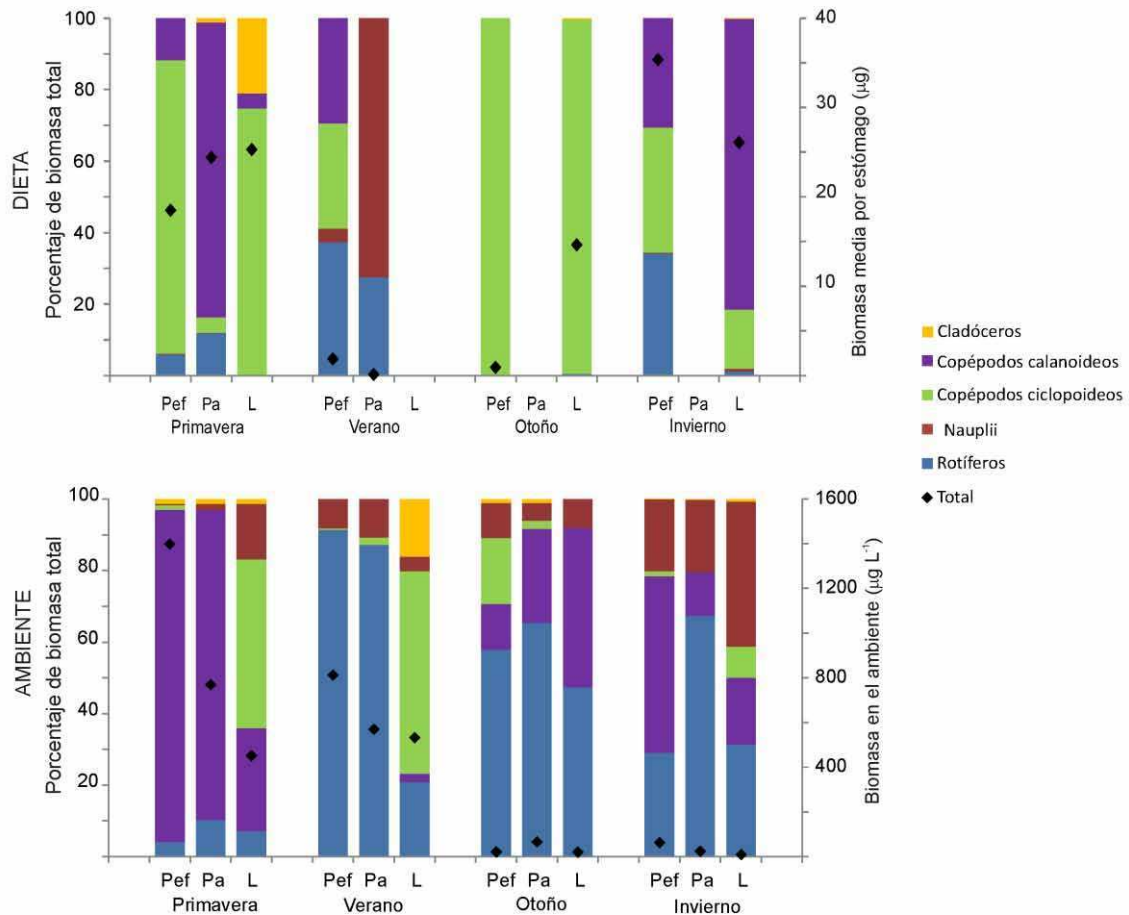 DIETA
Porcentaje de biomasa total
100
80
60
40
20
40
30
20
10
Biomasa media por estómago (µg)
Pef Pa L Pef Pa L Pef Pa L Pef Pa L
Primavera Verano Otoño Invierno
Cladóceros
Copépodos calanoideos
Copépodos ciclopoideos
Nauplii
Rotíferos
Total
AMBIENTE
Porcentaje de biomasa total
100
80
60
40
20
1600
1200
800
400
Biomasa en el ambiente (µg L⁻¹)
Pef Pa L Pef Pa L Pef Pa L Pef Pa L
Primavera Verano Otoño Invierno